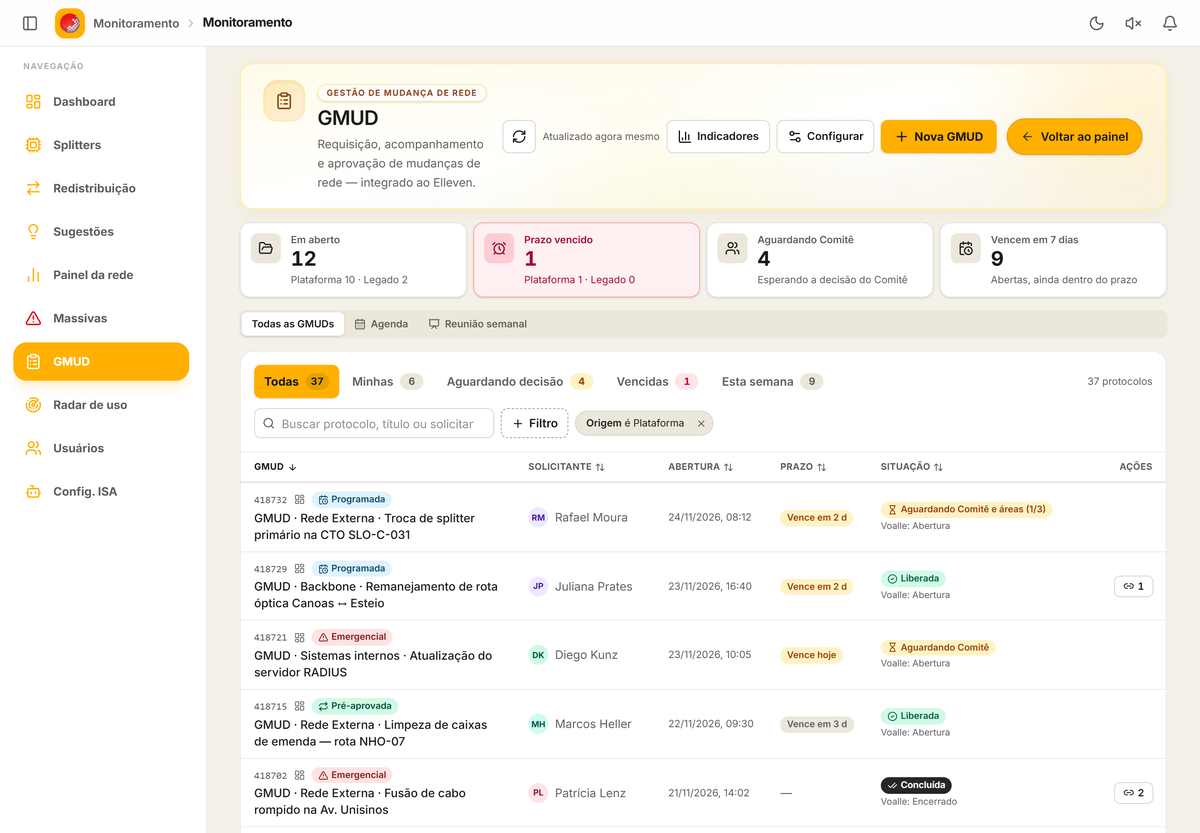 Monitoramento > Monitoramento
NAVEGAÇÃO
Dashboard
Splitters
Redistribuição
Sugestões
Painel da rede
Massivas
GMUD
Radar de uso
Usuários
Config. ISA
GESTÃO DE MUDANÇA DE REDE
GMUD
Requisição, acompanhamento
e aprovação de mudanças de
rede — integrado ao Elleven.
Atualizado agora mesmo
Indicadores
Configurar
+ Nova GMUD
← Voltar ao painel
Em aberto
12
Plataforma 10 · Legado 2
Prazo vencido
1
Plataforma 1 · Legado 0
Aguardando Comitê
4
Esperando a decisão do Comitê
Vencem em 7 dias
9
Abertas, ainda dentro do prazo
Todas as GMUDs
Agenda
Reunião semanal
Todas 37
Minhas 6
Aguardando decisão 4
Vencidas 1
Esta semana 9
37 protocolos
Buscar protocolo, título ou solicitar
+ Filtro
Origem é Plataforma ×
GMUD ↓
SOLICITANTE ↑↓
ABERTURA ↑↓
PRAZO ↑↓
SITUAÇÃO ↑↓
AÇÕES
418732 Programada
GMUD · Rede Externa · Troca de splitter
primário na CTO SLO-C-031
RM Rafael Moura
24/11/2026, 08:12
Vence em 2 d
Aguardando Comitê e áreas (1/3)
Voalle: Abertura
418729 Programada
GMUD · Backbone · Remanejamento de rota
óptica Canoas ↔ Esteio
JP Juliana Prates
23/11/2026, 16:40
Vence em 2 d
Liberada
Voalle: Abertura
1
418721 Emergencial
GMUD · Sistemas internos · Atualização do
servidor RADIUS
DK Diego Kunz
23/11/2026, 10:05
Vence hoje
Aguardando Comitê
Voalle: Abertura
418715 Pré-aprovada
GMUD · Rede Externa · Limpeza de caixas
de emenda — rota NHO-07
MH Marcos Heller
22/11/2026, 09:30
Vence em 3 d
Liberada
Voalle: Abertura
418702 Emergencial
GMUD · Rede Externa · Fusão de cabo
rompido na Av. Unisinos
PL Patrícia Lenz
21/11/2026, 14:02
—
Concluída
Voalle: Encerrado
2